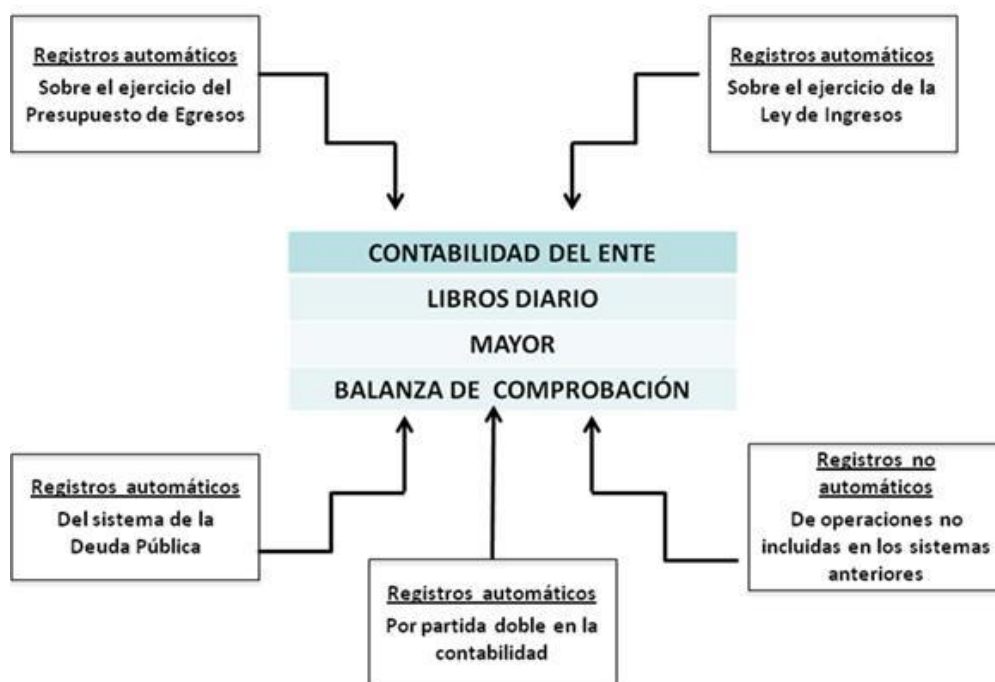 Registros automáticos
Sobre el ejercicio del
Presupuesto de Egresos
Registros automáticos
Sobre el ejercicio de la
Ley de Ingresos
CONTABILIDAD DEL ENTE
LIBROS DIARIO
MAYOR
BALANZA DE COMPROBACIÓN
Registros automáticos
Del sistema de la
Deuda Pública
Registros automáticos
Por partida doble en la
contabilidad
Registros no
automáticos
De operaciones no
incluidas en los sistemas
anteriores